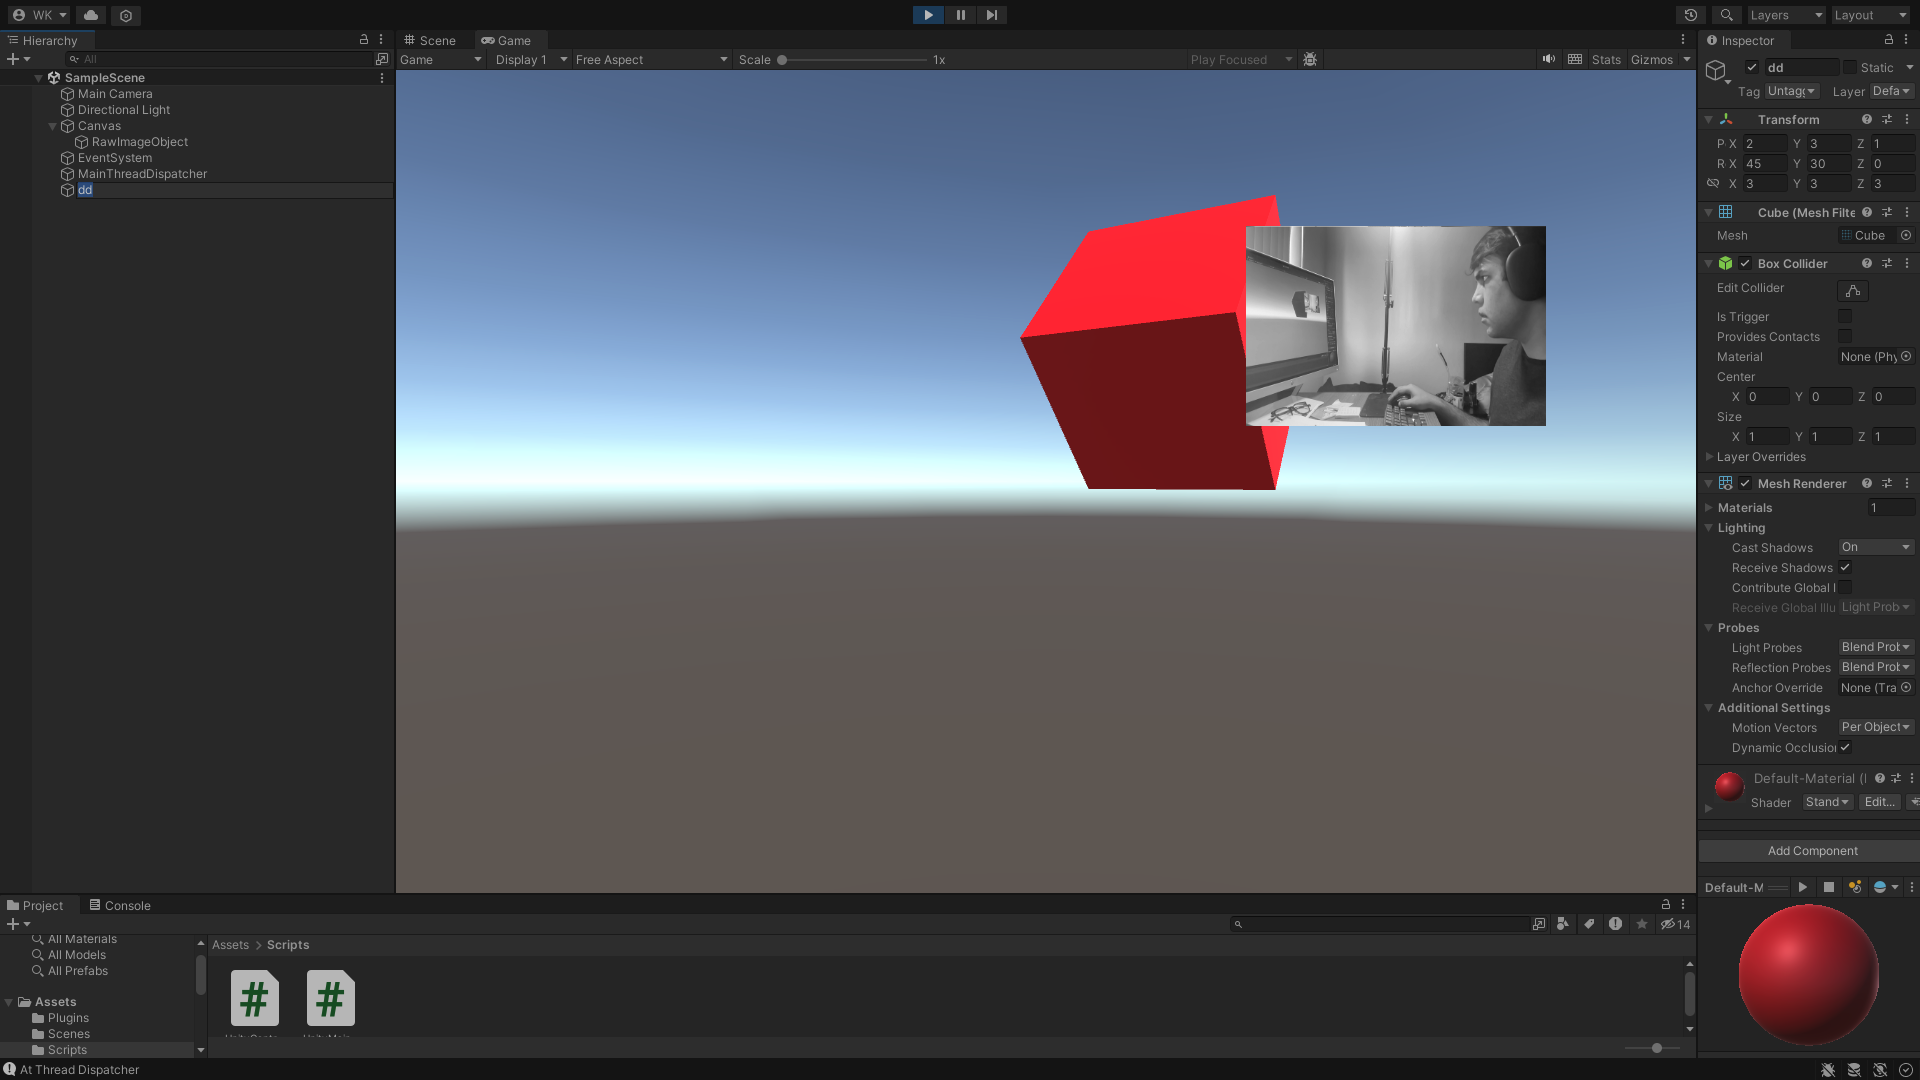 WK
Layers
Layout
Hierarchy
All
SampleScene
Main Camera
Directional Light
Canvas
RawImageObject
EventSystem
MainThreadDispatcher
dd
Scene
Game
Game
Display 1
Free Aspect
Scale
1x
Play Focused
Stats
Gizmos
Inspector
dd
Static
Tag Untagg
Layer Defa
Transform
P X 2 Y 3 Z 1
R X 45 Y 30 Z 0
X 3 Y 3 Z 3
Cube (Mesh Filte
Mesh
Cube
Box Collider
Edit Collider
Is Trigger
Provides Contacts
Material
None (Phy
Center
X 0 Y 0 Z 0
Size
X 1 Y 1 Z 1
Layer Overrides
Mesh Renderer
Materials
1
Lighting
Cast Shadows
On
Receive Shadows
Contribute Global I
Receive Global Illu
Light Prob
Probes
Light Probes
Blend Prob
Reflection Probes
Blend Prob
Anchor Override
None (Tra
Additional Settings
Motion Vectors
Per Object
Dynamic Occlusion
Default-Material (
Shader
Stand
Edit...
Add Component
Default-M
Project
Console
14
All Materials
All Models
All Prefabs
Assets
Plugins
Scenes
Scripts
Assets > Scripts
# #
At Thread Dispatcher